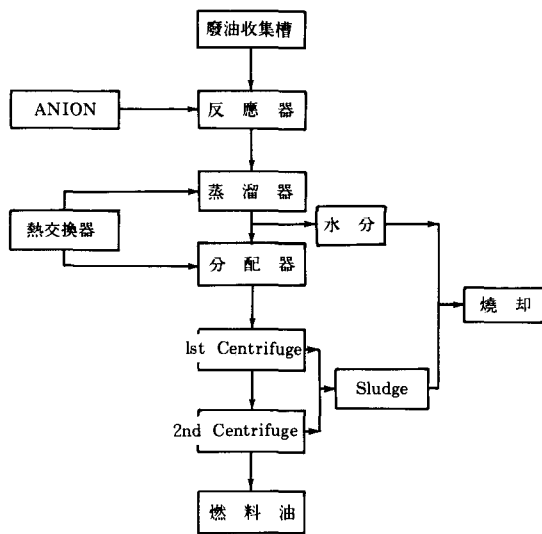 廢油收集槽
ANION
反應器
蒸溜器
熱交換器
水分
分配器
燒却
1st Centrifuge
Sludge
2nd Centrifuge
燃料油